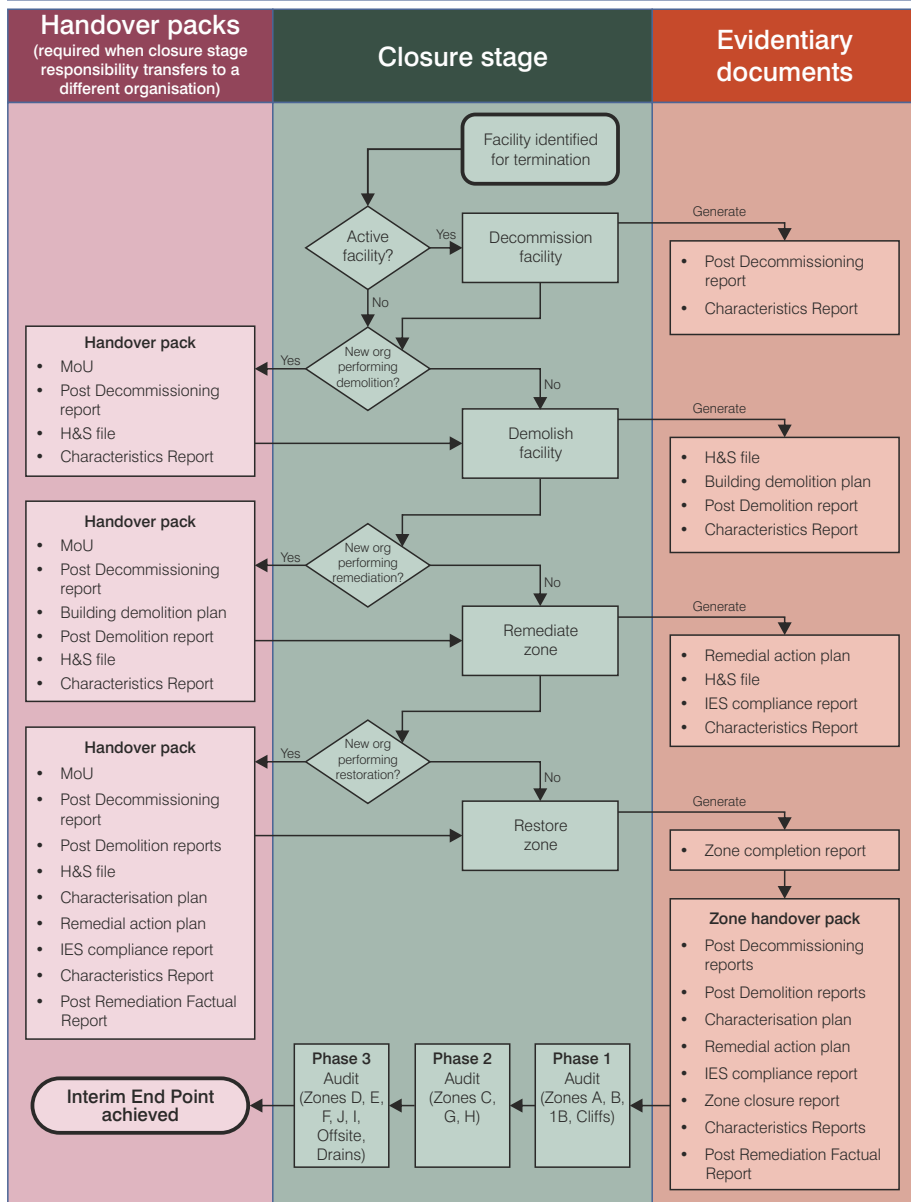 Handover packs
(required when closure stage
responsibility transfers to a
different organisation)
Closure stage
Evidentiary
documents
Facility identified
for termination
Active
facility?
Yes
No
Decommission
facility
Generate
• Post Decommissioning
report
• Characteristics Report
New org
performing
demolition?
Yes
No
Handover pack
• MoU
• Post Decommissioning
report
• H&S file
• Characteristics Report
Demolish
facility
Generate
• H&S file
• Building demolition plan
• Post Demolition report
• Characteristics Report
New org
performing
remediation?
Yes
No
Handover pack
• MoU
• Post Decommissioning
report
• Building demolition plan
• Post Demolition report
• H&S file
• Characteristics Report
Remediate
zone
Generate
• Remedial action plan
• H&S file
• IES compliance report
• Characteristics Report
New org
performing
restoration?
Yes
No
Handover pack
• MoU
• Post Decommissioning
report
• Post Demolition reports
• H&S file
• Characterisation plan
• Remedial action plan
• IES compliance report
• Characteristics Report
• Post Remediation Factual
Report
Restore
zone
Generate
• Zone completion report
Zone handover pack
• Post Decommissioning
reports
• Post Demolition reports
• Characterisation plan
• Remedial action plan
• IES compliance report
• Zone closure report
• Characteristics Reports
• Post Remediation Factual
Report
Phase 1
Audit
(Zones A, B,
1B, Cliffs)
Phase 2
Audit
(Zones C,
G, H)
Phase 3
Audit
(Zones D, E,
F, J, I,
Offsite,
Drains)
Interim End Point
achieved